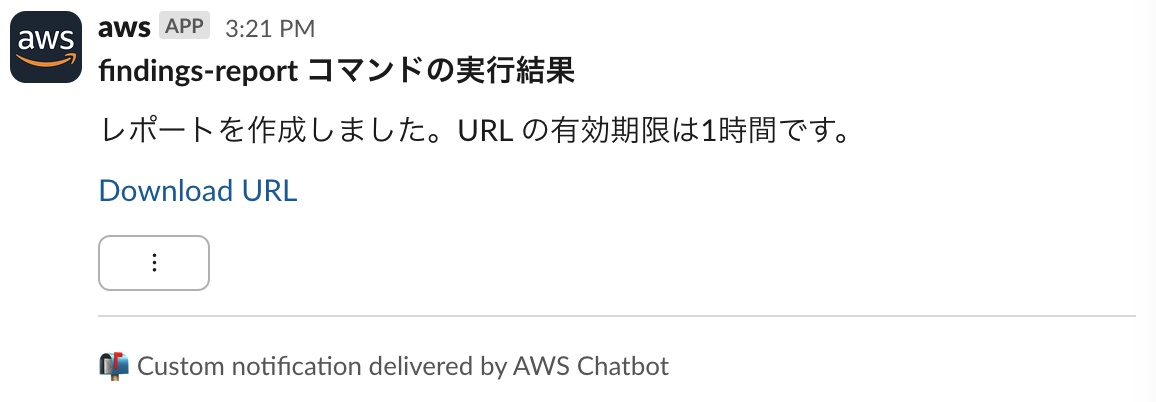 aws
aws APP 3:21 PM
findings-report コマンドの実行結果
レポートを作成しました。URL の有効期限は1時間です。
Download URL
⋮
Custom notification delivered by AWS Chatbot